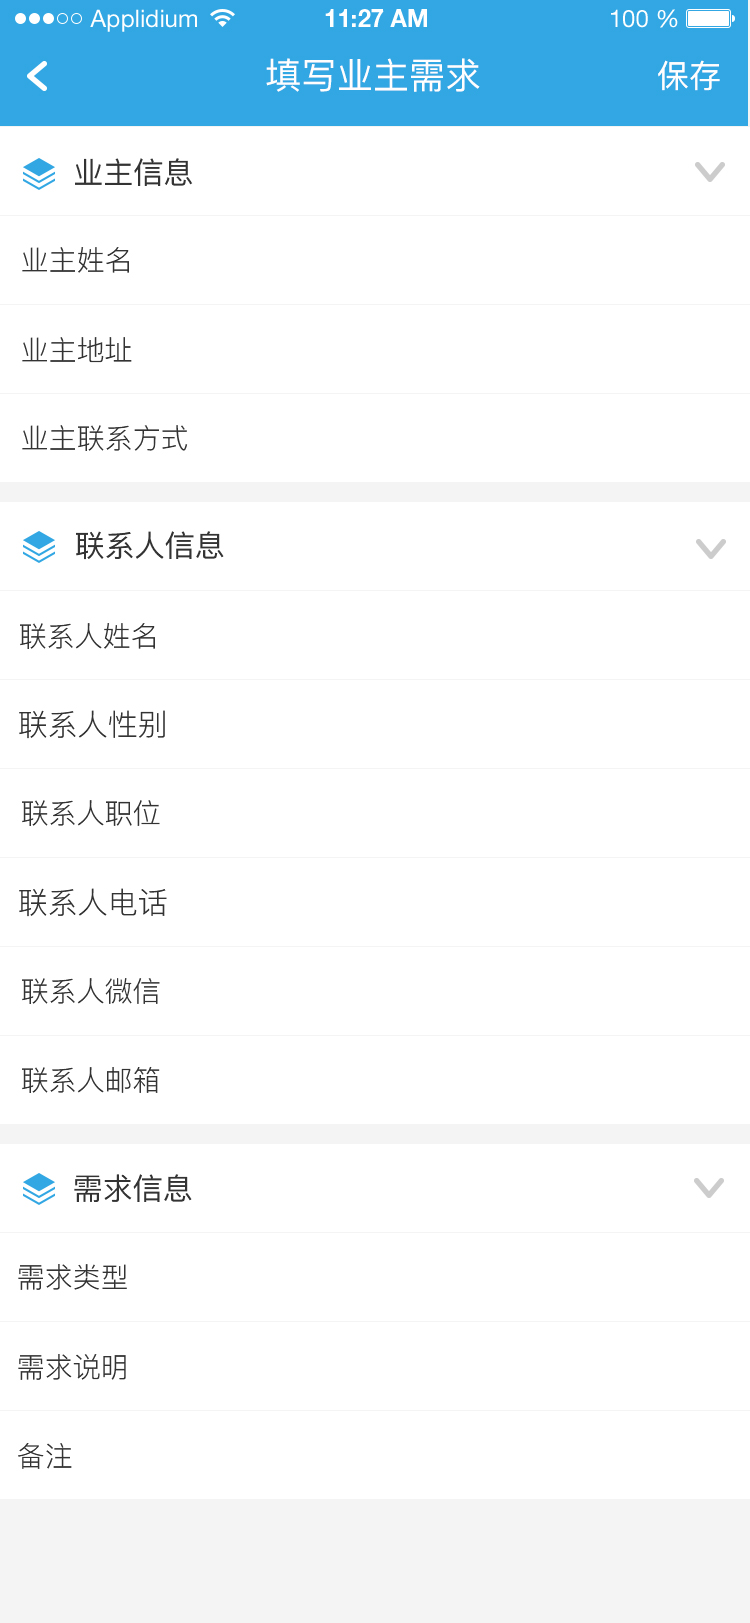 Applidium 11:27 AM 100 %
填写业主需求 保存
业主信息
业主姓名
业主地址
业主联系方式
联系人信息
联系人姓名
联系人性别
联系人职位
联系人电话
联系人微信
联系人邮箱
需求信息
需求类型
需求说明
备注